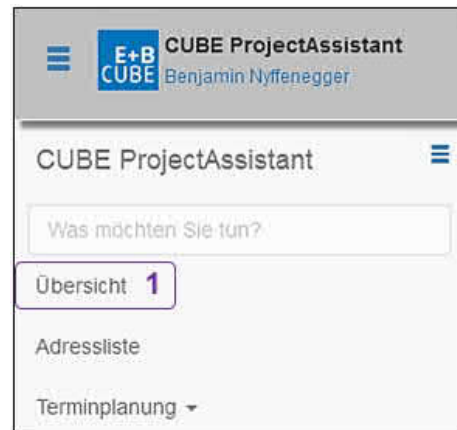 E+B
CUBE
CUBE ProjectAssistant
Benjamin Nyffenegger
CUBE ProjectAssistant
Was möchten Sie tun?
Übersicht 1
Adressliste
Terminplanung